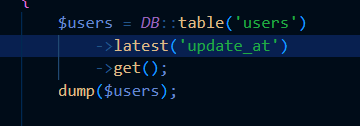 {
$users = DB::table('users')
->latest('update_at')
->get();
dump($users);